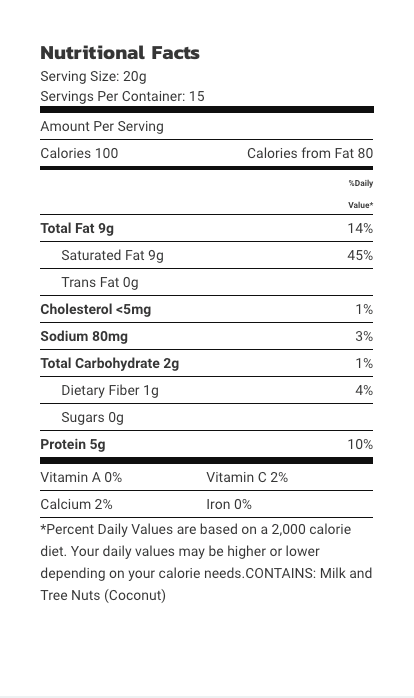 Nutritional Facts
Serving Size: 20g
Servings Per Container: 15
Amount Per Serving
Calories 100 Calories from Fat 80
%Daily
Value*
Total Fat 9g 14%
Saturated Fat 9g 45%
Trans Fat 0g
Cholesterol <5mg 1%
Sodium 80mg 3%
Total Carbohydrate 2g 1%
Dietary Fiber 1g 4%
Sugars 0g
Protein 5g 10%
Vitamin A 0% Vitamin C 2%
Calcium 2% Iron 0%
*Percent Daily Values are based on a 2,000 calorie
diet. Your daily values may be higher or lower
depending on your calorie needs.CONTAINS: Milk and
Tree Nuts (Coconut)